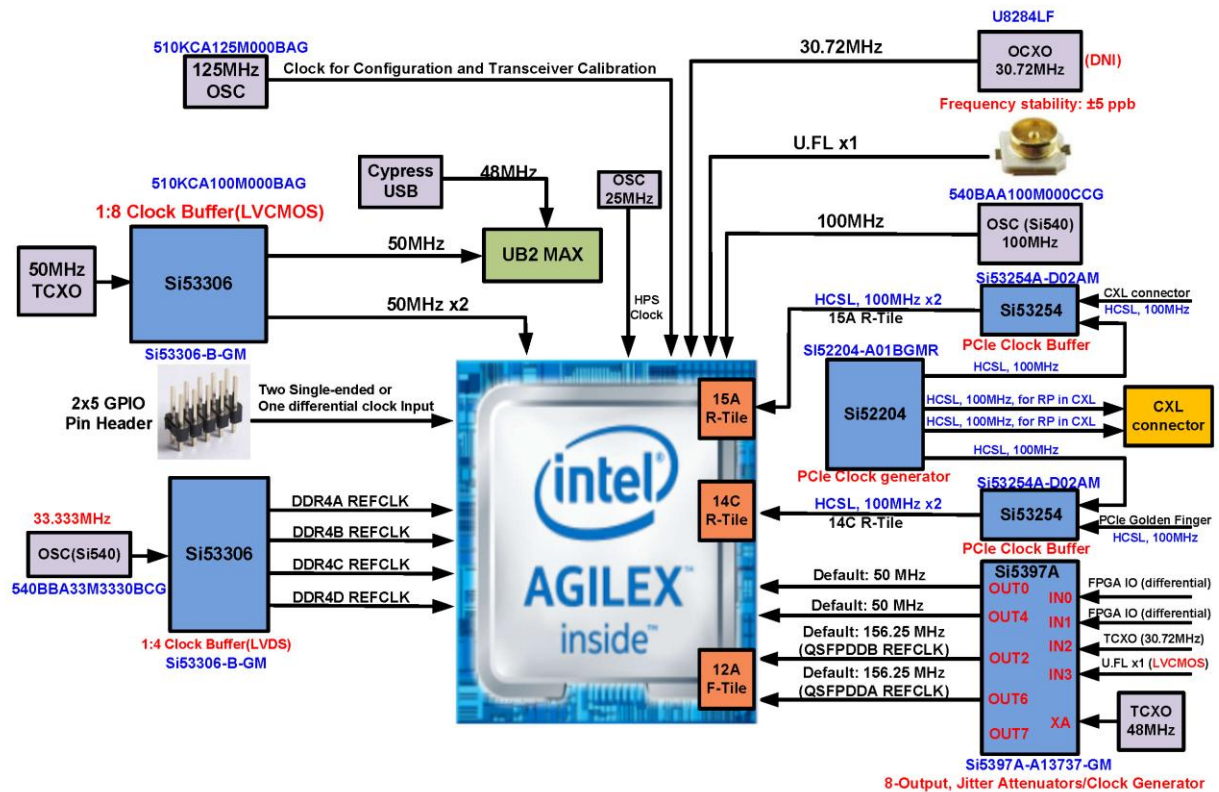 510KCA125M000BAG
125MHz
OSC
Clock for Configuration and Transceiver Calibration
U8284LF
30.72MHz
OCXO
30.72MHz
(DNI)
Frequency stability: ±5 ppb
U.FL x1
510KCA100M000BAG
1:8 Clock Buffer(LVCMOS)
Cypress
USB
48MHz
OSC
25MHz
540BAA100M000CCG
100MHz
OSC (Si540)
100MHz
50MHz
TCXO
Si53306
50MHz
UB2 MAX
50MHz x2
HPS
Clock
Si53306-B-GM
Si53254A-D02AM
HCSL, 100MHz x2
15A R-Tile
Si53254
CXL connector
HCSL, 100MHz
PCIe Clock Buffer
SI52204-A01BGMR
HCSL, 100MHz
2x5 GPIO
Pin Header
Two Single-ended or
One differential clock Input
15A
R-Tile
Si52204
HCSL, 100MHz, for RP in CXL
HCSL, 100MHz, for RP in CXL
CXL
connector
HCSL, 100MHz
PCIe Clock generator
Si53254A-D02AM
intel
AGILEX™
inside™
14C
R-Tile
HCSL, 100MHz x2
14C R-Tile
Si53254
PCIe Golden Finger
HCSL, 100MHz
PCIe Clock Buffer
33.333MHz
OSC(Si540)
540BBA33M3330BCG
Si53306
DDR4A REFCLK
DDR4B REFCLK
DDR4C REFCLK
DDR4D REFCLK
1:4 Clock Buffer(LVDS)
Si53306-B-GM
12A
F-Tile
Si5397A
Default: 50 MHz
OUT0
IN0
FPGA IO (differential)
Default: 50 MHz
OUT4
IN1
FPGA IO (differential)
Default: 156.25 MHz
(QSFPDDB REFCLK)
OUT2
IN2
TCXO (30.72MHz)
IN3
U.FL x1 (LVCMOS)
Default: 156.25 MHz
(QSFPDDA REFCLK)
OUT6
OUT7
XA
TCXO
48MHz
Si5397A-A13737-GM
8-Output, Jitter Attenuators/Clock Generator